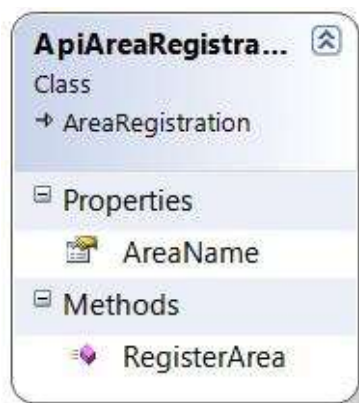 ApiAreaRegistra...
Class
AreaRegistration
Properties
AreaName
Methods
RegisterArea